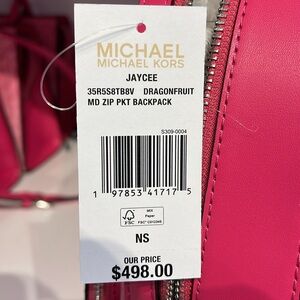 MICHAEL
MICHAEL KORS
JAYCEE
35R5S8TB8V DRAGONFRUIT
MD ZIP PKT BACKPACK
S309-0004
1 97853 41717 5
FSC
MIX
Paper
NS
OUR PRICE
$498.00